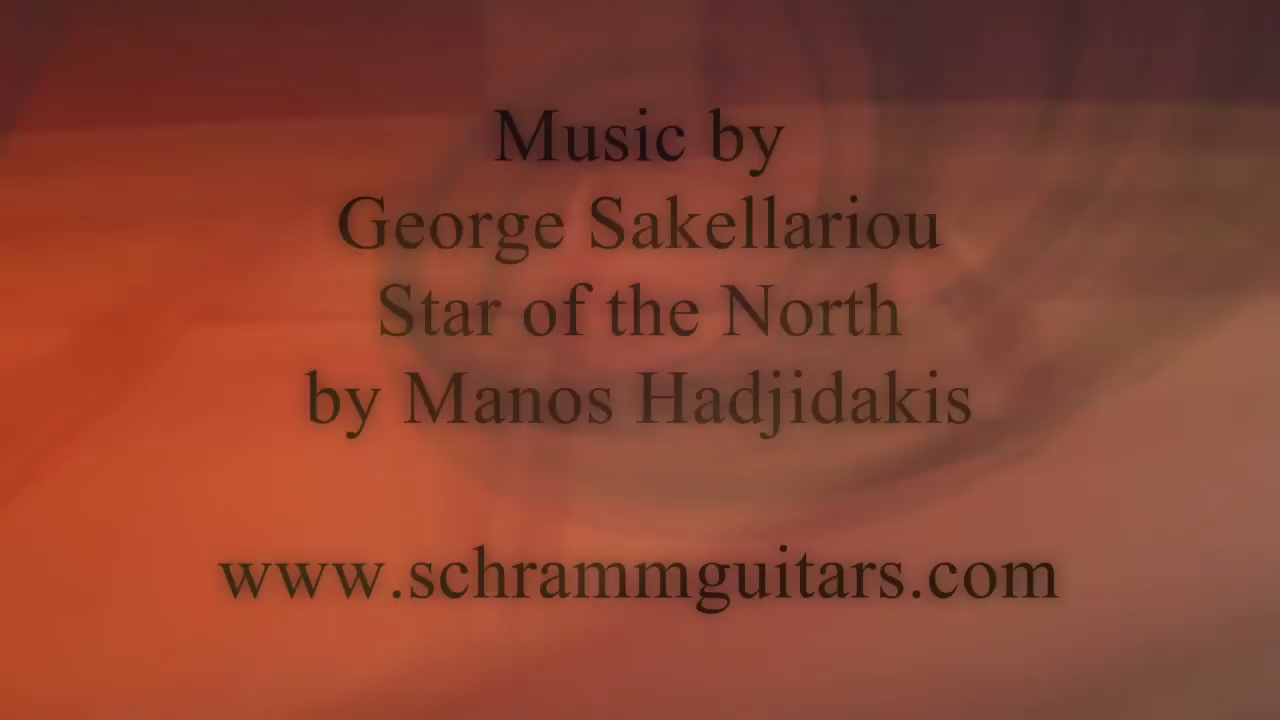 Music by
George Sakellariou
Star of the North
by Manos Hadjidakis
www.schrammguitars.com